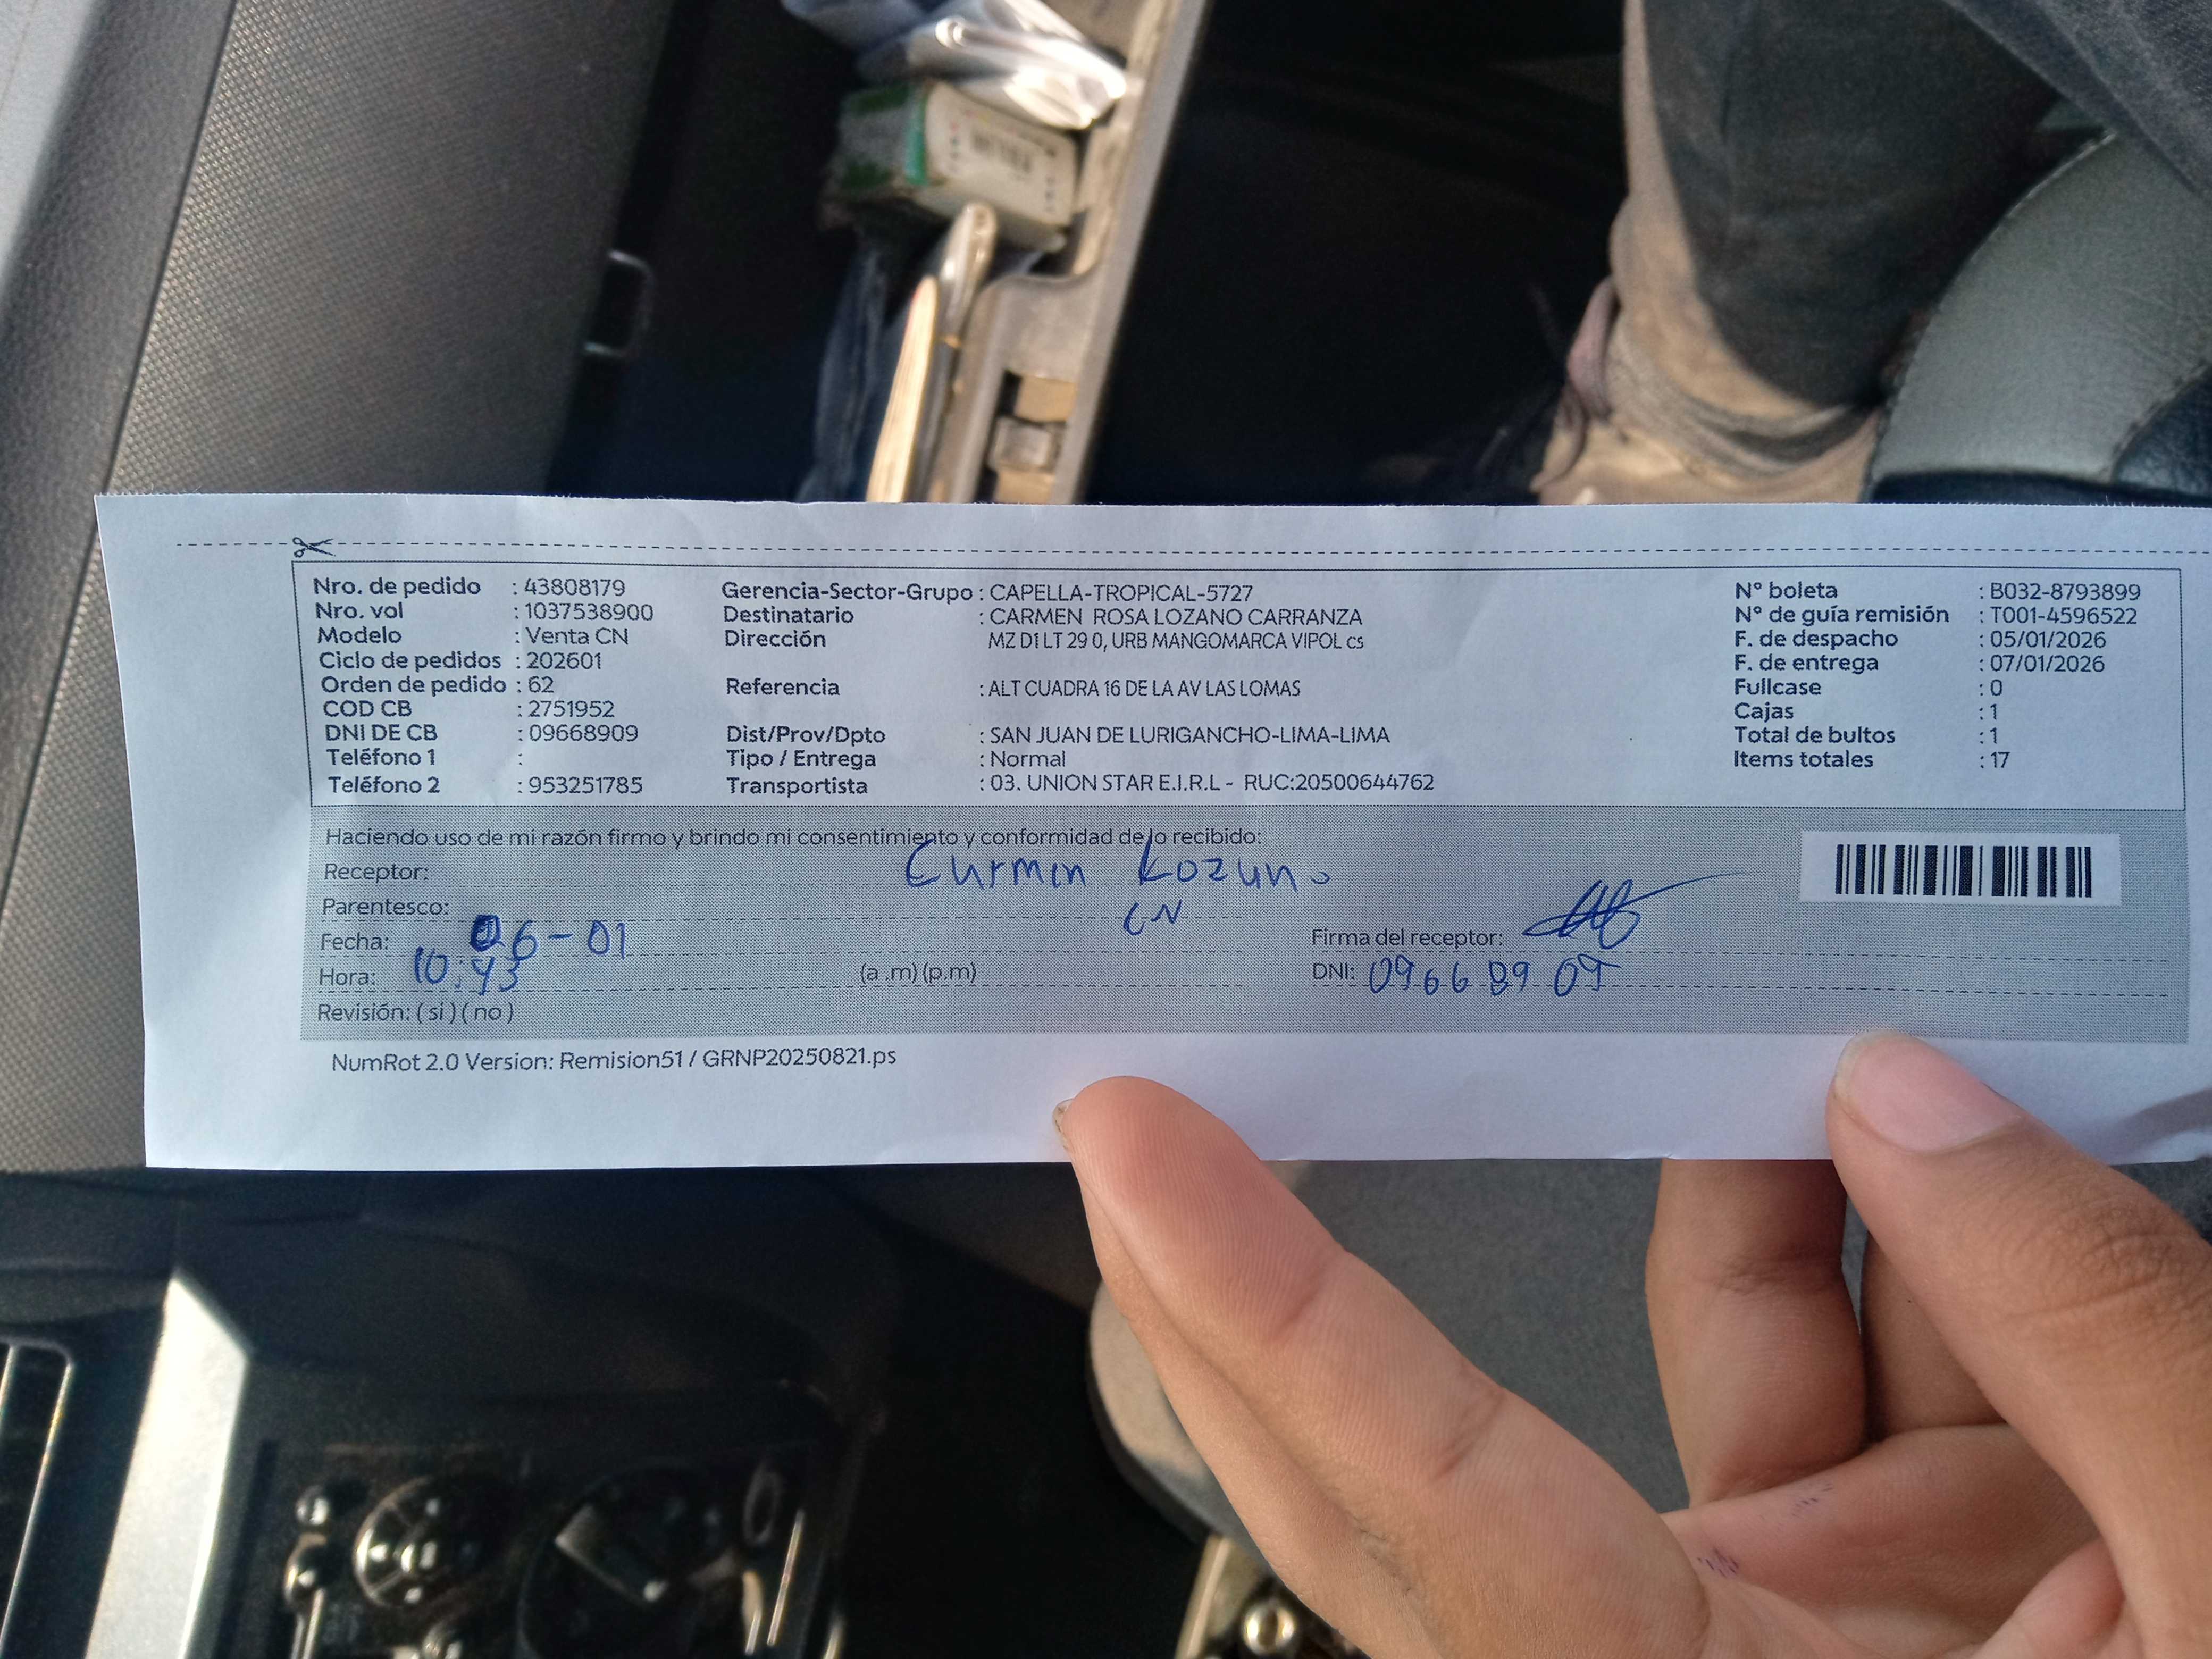 Nro. de pedido : 43808179
Nro. vol : 1037538900
Modelo : Venta CN
Ciclo de pedidos : 202601
Orden de pedido : 62
COD CB : 2751952
DNI DE CB : 09668909
Teléfono 1 :
Teléfono 2 : 953251785
Gerencia-Sector-Grupo : CAPELLA-TROPICAL-5727
Destinatario : CARMEN ROSA LOZANO CARRANZA
Dirección MZ D1 LT 29 0, URB MANGOMARCA VIPOL cs
Referencia : ALT CUADRA 16 DE LA AV LAS LOMAS
Dist/Prov/Dpto : SAN JUAN DE LURIGANCHO-LIMA-LIMA
Tipo / Entrega : Normal
Transportista : 03. UNION STAR E.I.R.L - RUC:20500644762
N° boleta : B032-8793899
N° de guía remisión : T001-4596522
F. de despacho : 05/01/2026
F. de entrega : 07/01/2026
Fullcase : 0
Cajas : 1
Total de bultos : 1
Items totales : 17
Haciendo uso de mi razón firmo y brindo mi consentimiento y conformidad de lo recibido:
Receptor: Carmen Lozano
Parentesco: CN
Fecha: 06-01
Hora: 10:43 (a .m) (p.m)
Revisión: ( si ) ( no )
Firma del receptor:
DNI: 09668909
NumRot 2.0 Version: Remision51 / GRNP20250821.ps